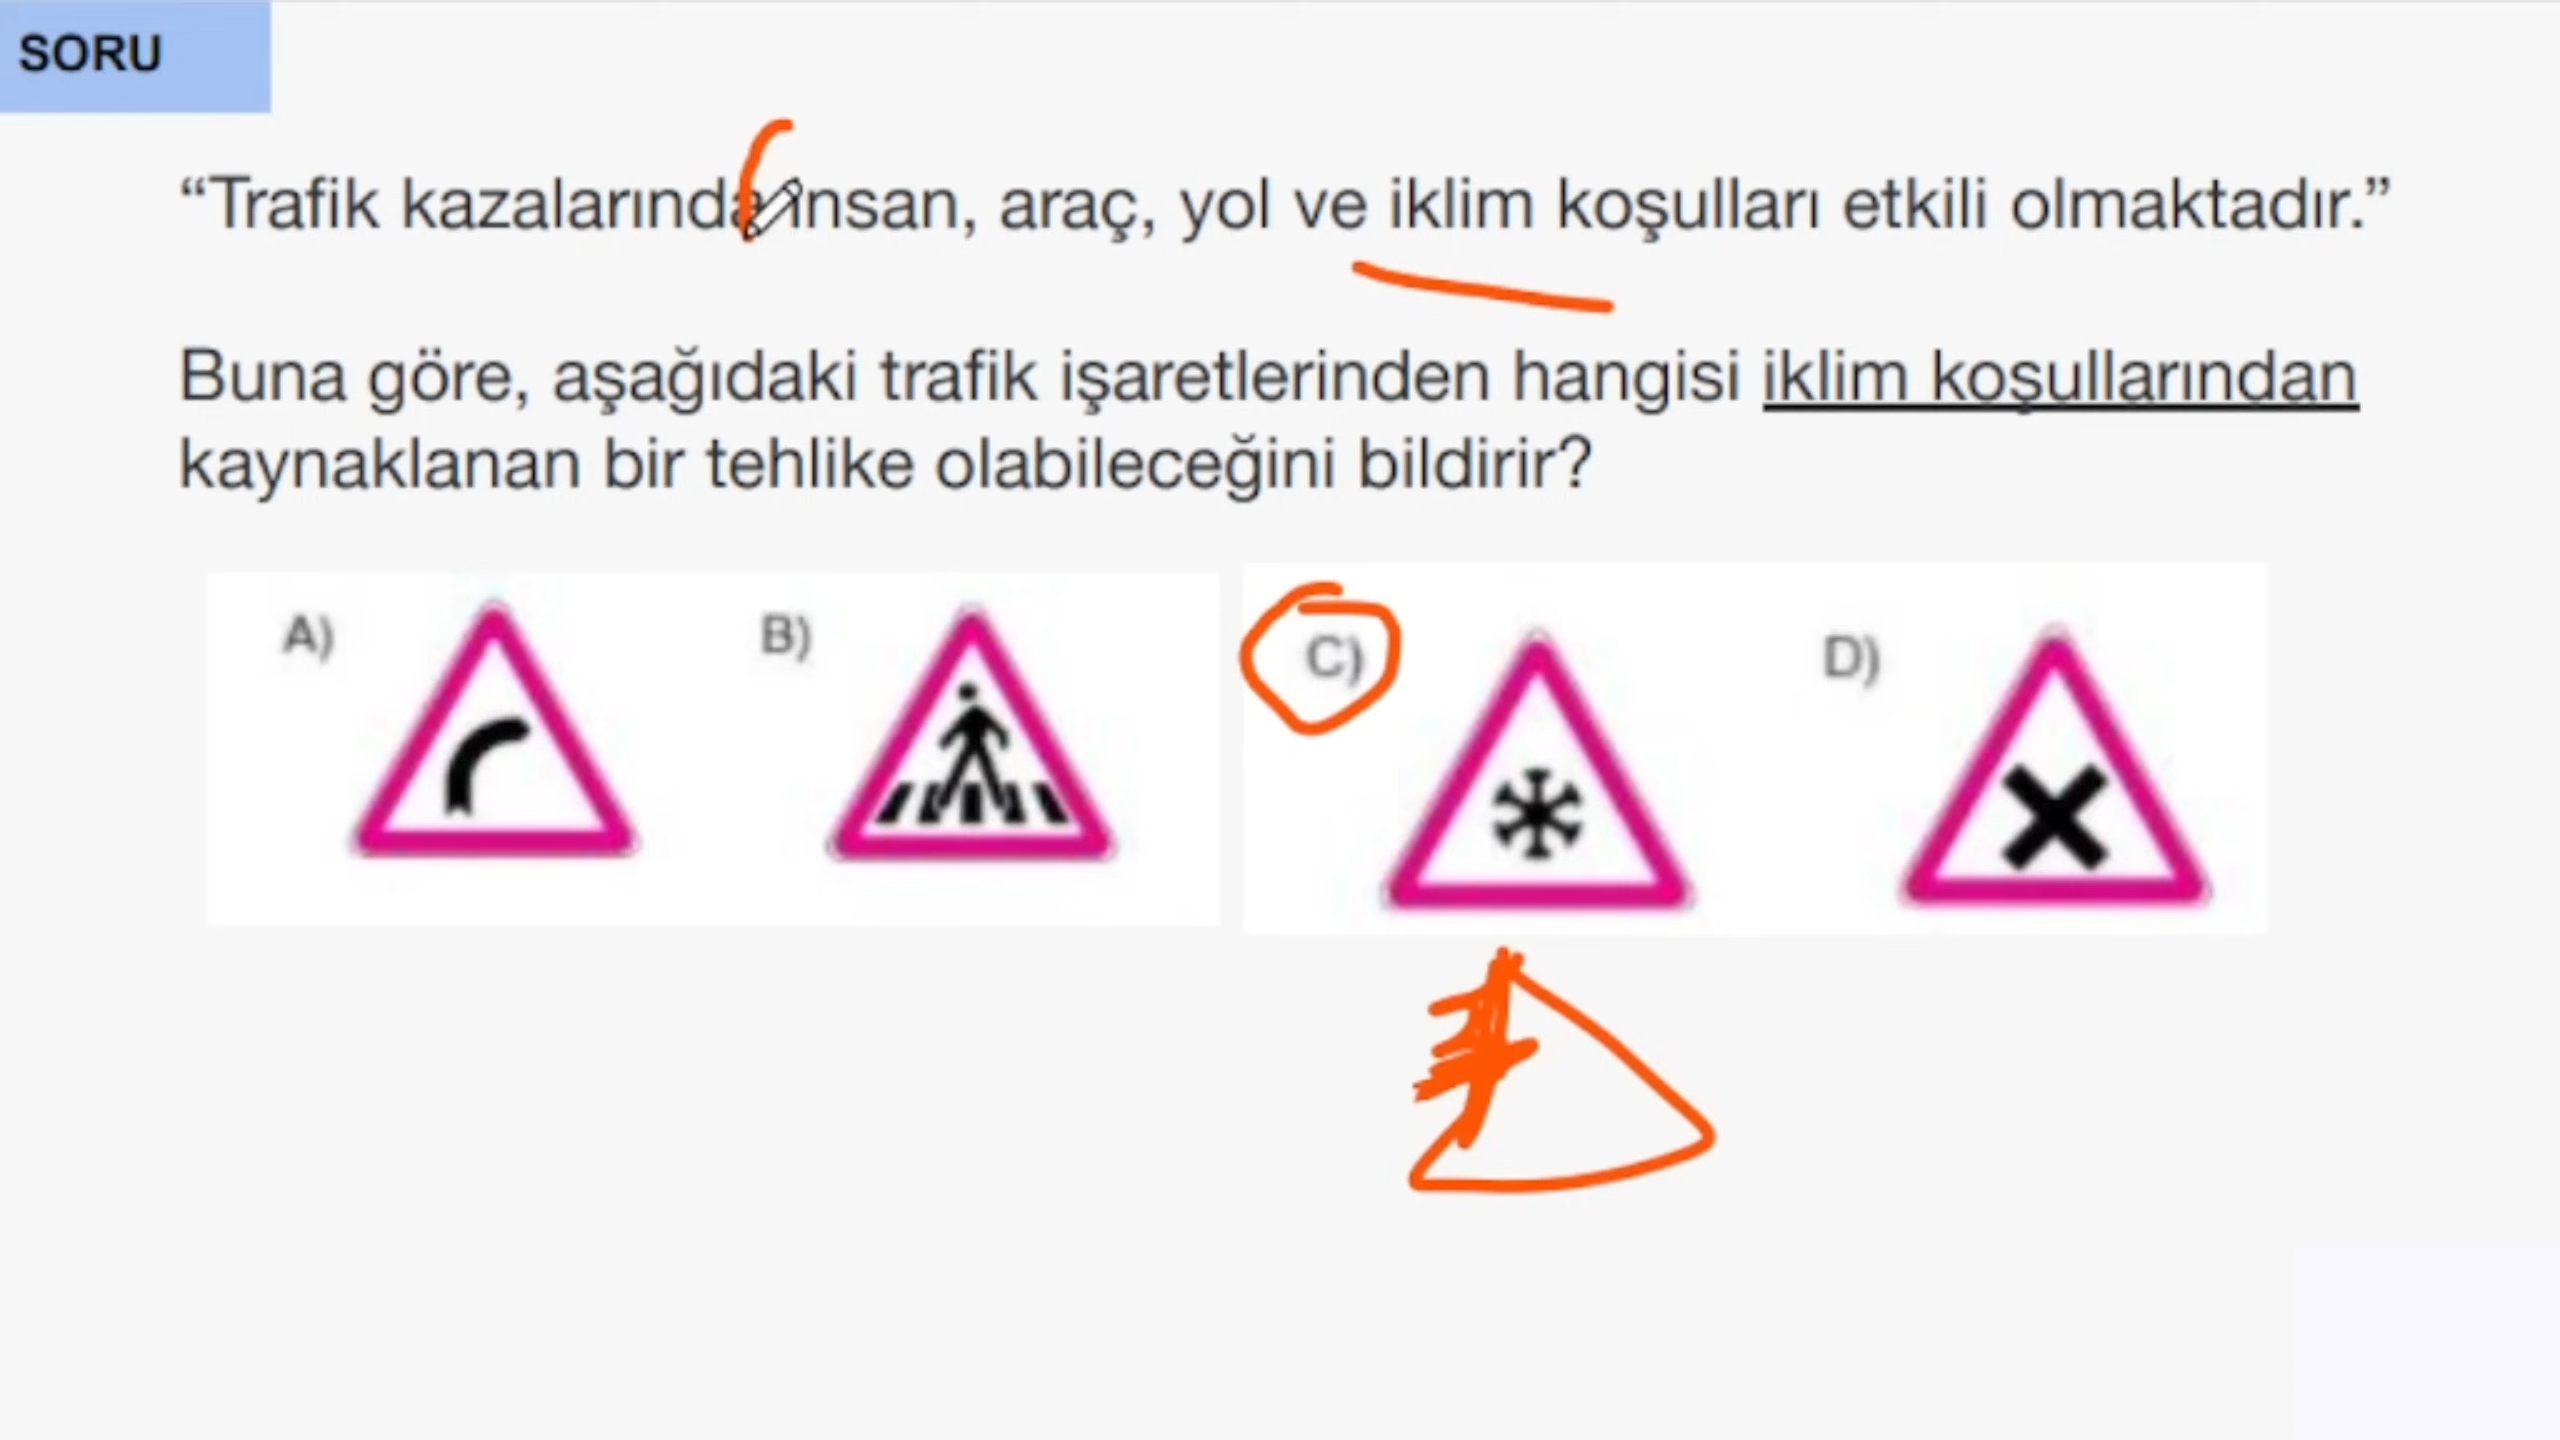 SORU
“Trafik kazalarında insan, araç, yol ve iklim koşulları etkili olmaktadır.”
Buna göre, aşağıdaki trafik işaretlerinden hangisi iklim koşullarından
kaynaklanan bir tehlike olabileceğini bildirir?
A)
B)
C)
D)